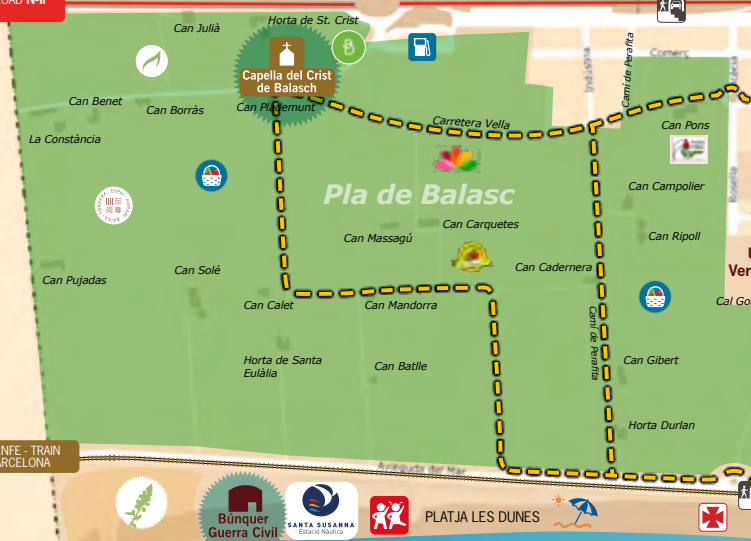 ROAD N-II
Can Julià
Horta de St. Crist
B
Capella del Crist
de Balasch
Comerç
Indústria
Camí de Perafita
Can Benet
Can Borràs
Can Plademunt
Carretera Vella
Can Pons
La Constància
Pla de Balasc
Can Campolier
Rosella
Can Carquetes
Can Massagú
Can Ripoll
Can Cadernera
Can Pujadas
Can Solé
Can Calet
Can Mandorra
Camí de Perafita
Horta de Santa
Eulàlia
Can Batlle
Can Gibert
Horta Durlan
NFE - TRAIN
ARCELONA
Avinguda del Mar
Búnquer
Guerra Civil
SANTA SUSANNA
Estació Nàutica
PLATJA LES DUNES